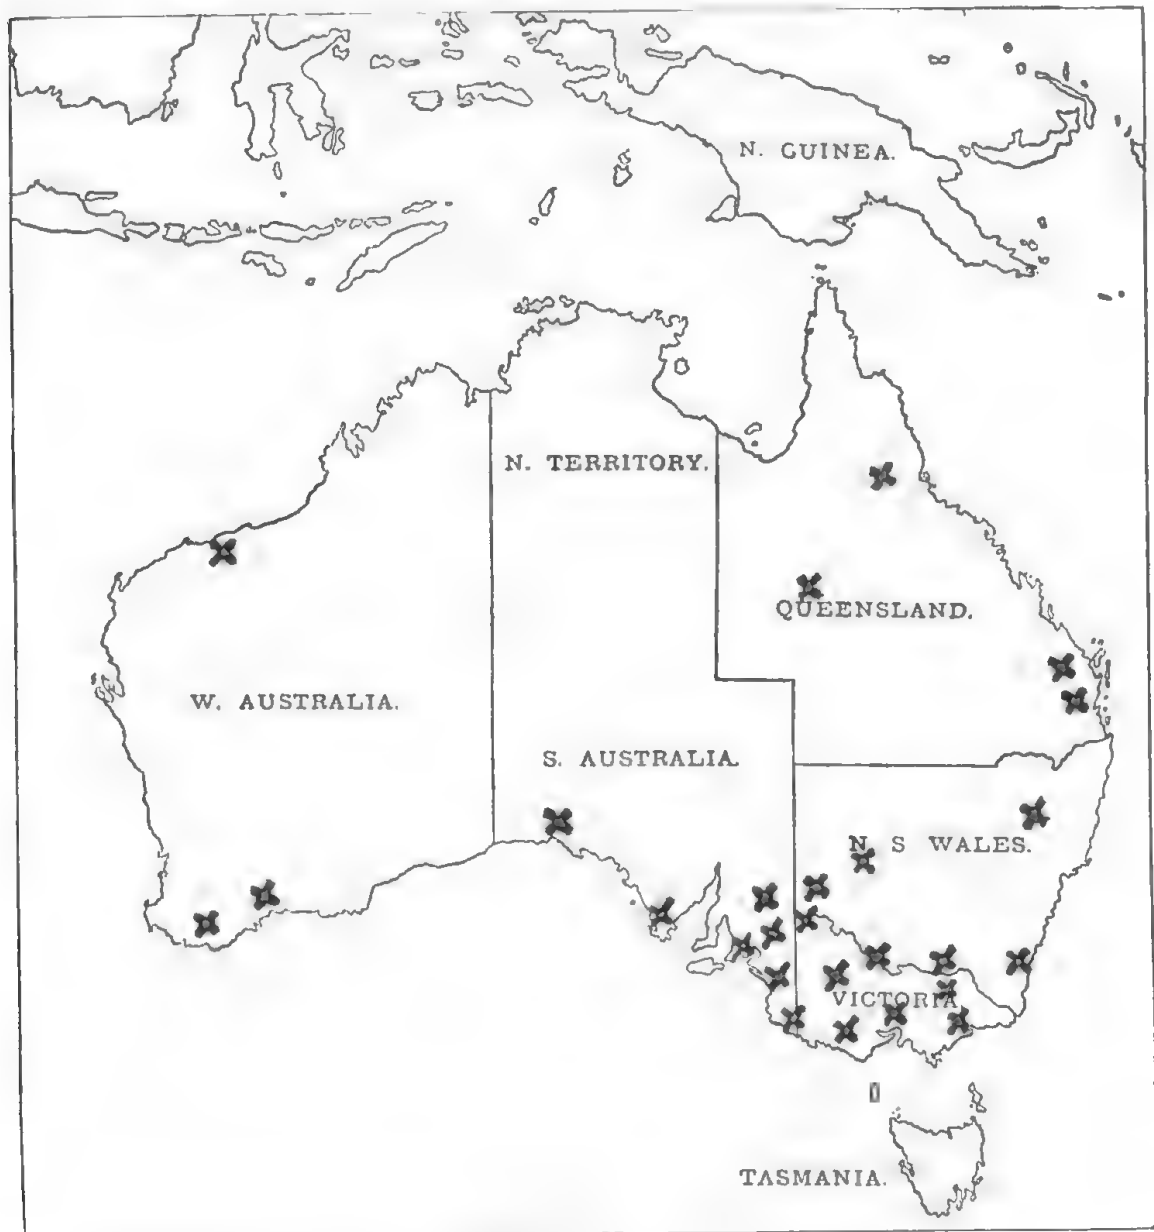 N. GUINEA.
N. TERRITORY.
QUEENSLAND.
W. AUSTRALIA.
S. AUSTRALIA.
N. S WALES.
VICTORIA
TASMANIA.